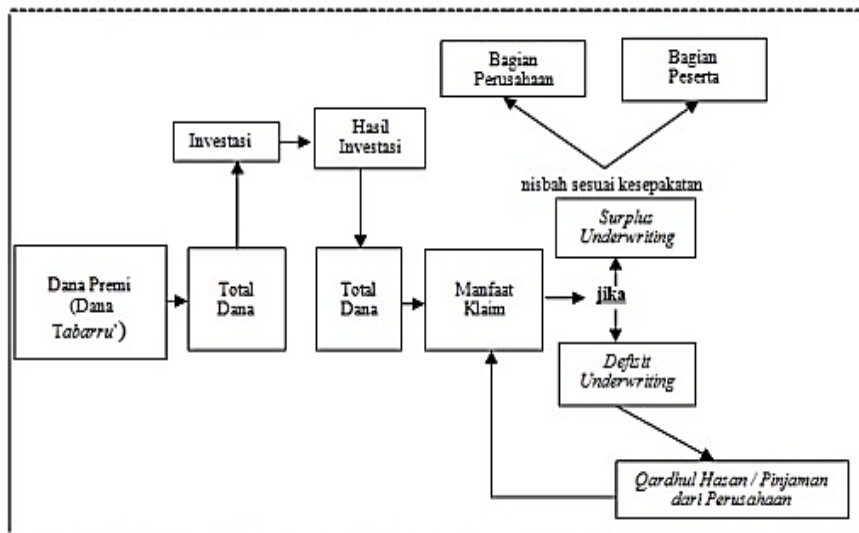 Bagian
Perusahaan
Bagian
Peserta
Investasi
Hasil
Investasi
nisbah sesuai kesepakatan
Surplus
Underwriting
Dana Premi
(Dana
Tabarru')
Total
Dana
Total
Dana
Manfaat
Klaim
jika
Defisit
Underwriting
Qardhul Hasan / Pinjaman
dari Perusahaan